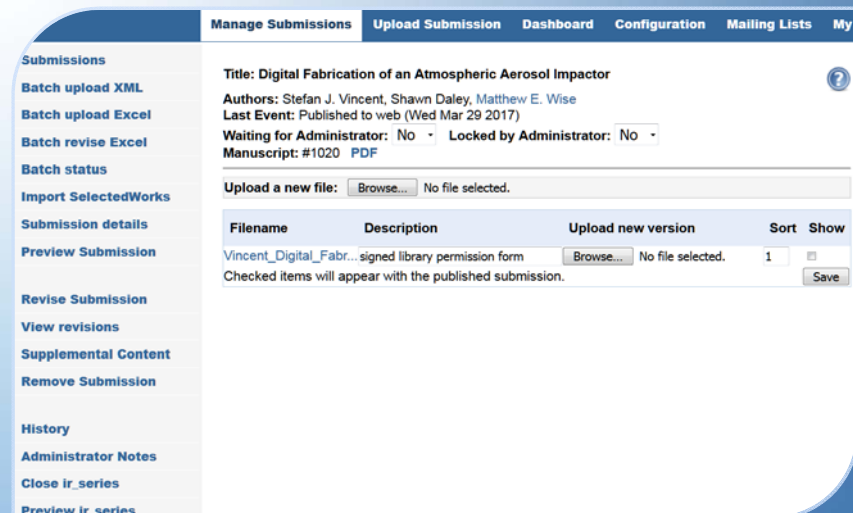 Manage Submissions Upload Submission Dashboard Configuration Mailing Lists My
Submissions
Batch upload XML
Batch upload Excel
Batch revise Excel
Batch status
Import SelectedWorks
Submission details
Preview Submission
Revise Submission
View revisions
Supplemental Content
Remove Submission
History
Administrator Notes
Close ir_series
Preview ir_series
Title: Digital Fabrication of an Atmospheric Aerosol Impactor
?
Authors: Stefan J. Vincent, Shawn Daley, Matthew E. Wise
Last Event: Published to web (Wed Mar 29 2017)
Waiting for Administrator: No Locked by Administrator: No
Manuscript: #1020 PDF
Upload a new file: Browse... No file selected.
Filename Description Upload new version Sort Show
Vincent_Digital_Fabr... signed library permission form Browse... No file selected. 1
Checked items will appear with the published submission. Save